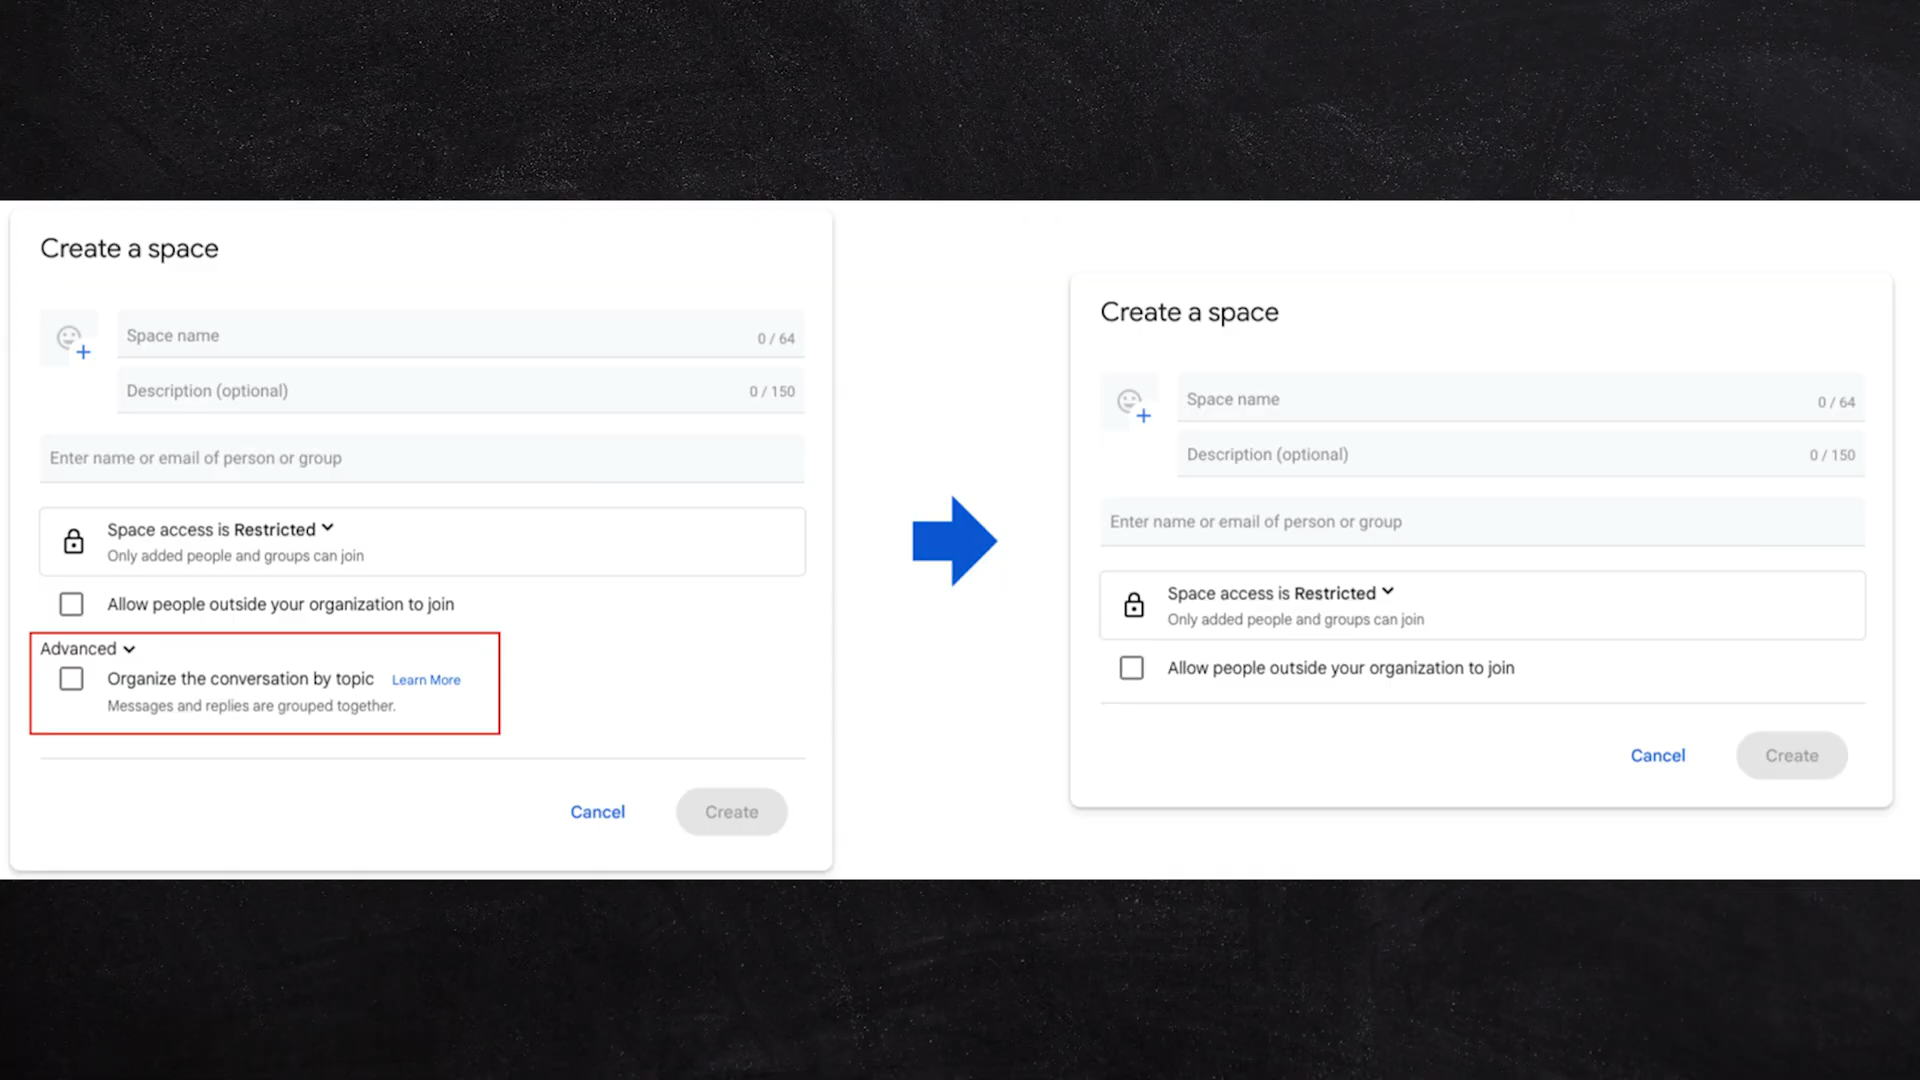 Create a space
Space name 0 / 64
Description (optional) 0 / 150
Enter name or email of person or group
Space access is Restricted
Only added people and groups can join
Allow people outside your organization to join
Advanced
Organize the conversation by topic Learn More
Messages and replies are grouped together.
Cancel Create
Create a space
Space name 0 / 64
Description (optional) 0 / 150
Enter name or email of person or group
Space access is Restricted
Only added people and groups can join
Allow people outside your organization to join
Cancel Create